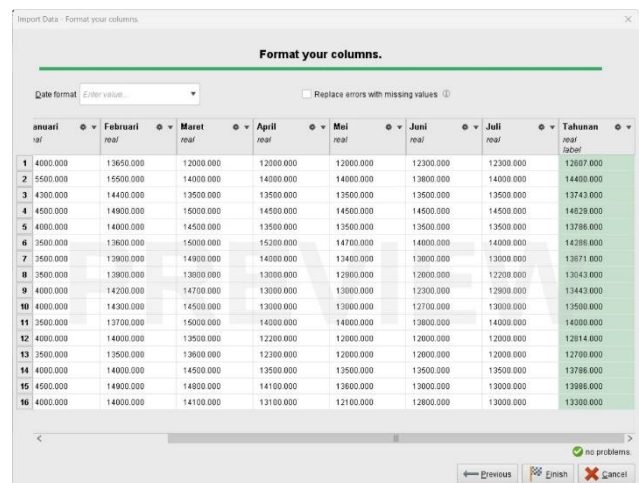 Import Data - Format your columns.
Format your columns.
Date format Enter value...
Replace errors with missing values
anuari Februari Maret April Mei Juni Juli Tahunan
real real real real real real real
label
1 4000.000 13650.000 12000.000 12000.000 12000.000 12300.000 12300.000 12607.000
2 5500.000 15500.000 14000.000 14000.000 14000.000 13800.000 14000.000 14400.000
3 4300.000 14400.000 13500.000 13500.000 13500.000 13500.000 13500.000 13743.000
4 4500.000 14900.000 15000.000 14500.000 14500.000 14500.000 14500.000 14629.000
5 4000.000 14000.000 14500.000 13500.000 13500.000 13500.000 13500.000 13786.000
6 3500.000 13600.000 15000.000 15200.000 14700.000 14000.000 14000.000 14286.000
7 3500.000 13900.000 14900.000 14000.000 13400.000 13000.000 13000.000 13671.000
8 3500.000 13900.000 13800.000 13000.000 12900.000 12000.000 12200.000 13043.000
9 4000.000 14200.000 14700.000 13000.000 13000.000 12300.000 12900.000 13443.000
10 4000.000 14300.000 14500.000 13000.000 13000.000 12700.000 13000.000 13500.000
11 3500.000 13700.000 15000.000 14000.000 14000.000 13800.000 14000.000 14000.000
12 4000.000 14000.000 13500.000 12200.000 12000.000 12000.000 12000.000 12814.000
13 3500.000 13500.000 13600.000 12300.000 12000.000 12000.000 12000.000 12700.000
14 4000.000 14000.000 14500.000 13500.000 13500.000 13500.000 13500.000 13786.000
15 4500.000 14900.000 14800.000 14100.000 13600.000 13000.000 13000.000 13986.000
16 4000.000 14000.000 14100.000 13100.000 12100.000 12800.000 13000.000 13300.000
PREVIEW
no problems.
Previous Finish Cancel